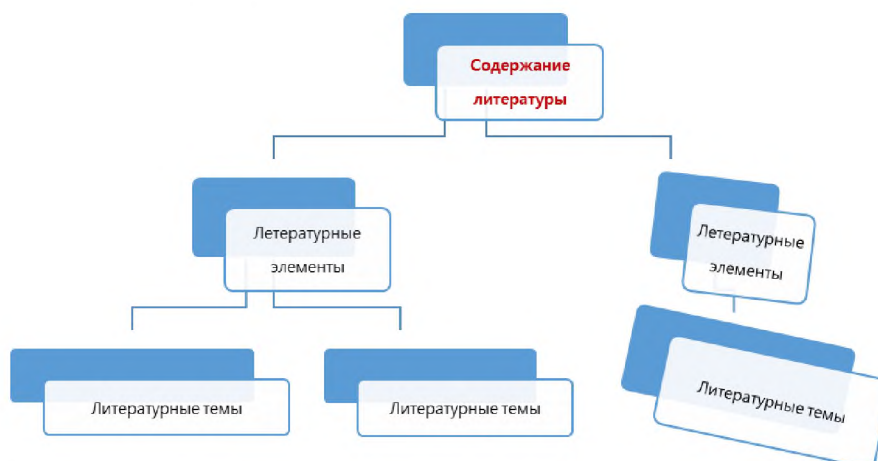 Содержание
литературы
Летературные
элементы
Летературные
элементы
Литературные темы
Литературные темы
Литературные темы